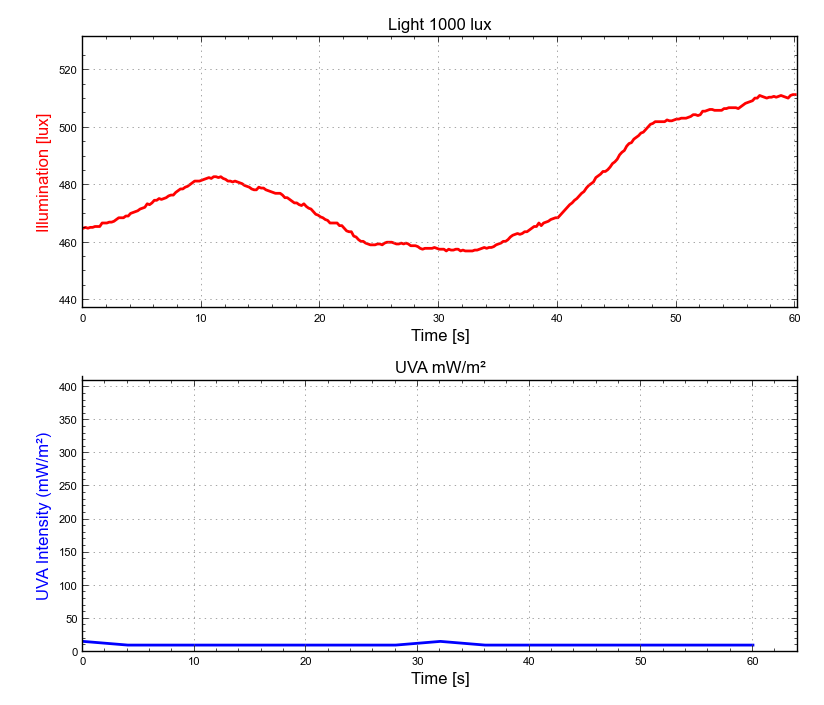 Light 1000 lux
Illumination [lux]
520
500
480
460
440
0 10 20 30 40 50 60
Time [s]
UVA mW/m²
UVA Intensity (mW/m²)
400
350
300
250
200
150
100
50
0
0 10 20 30 40 50 60
Time [s]